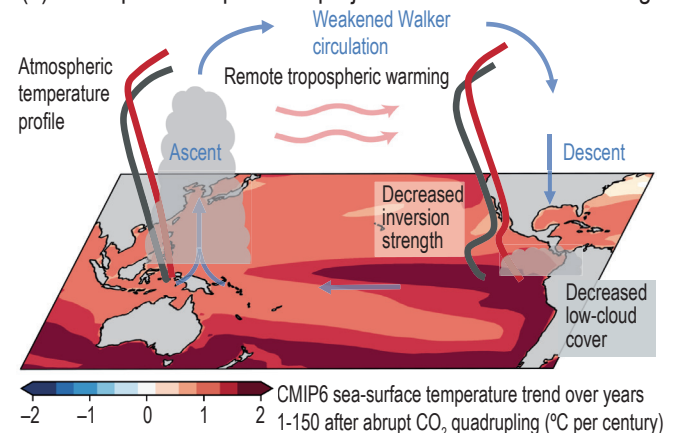 Weakened Walker
circulation
Atmospheric
temperature
profile
Remote tropospheric warming
Ascent
Descent
Decreased
inversion
strength
Decreased
low-cloud
cover
−2 −1 0 1 2
CMIP6 sea-surface temperature trend over years
1-150 after abrupt CO₂ quadrupling (ºC per century)